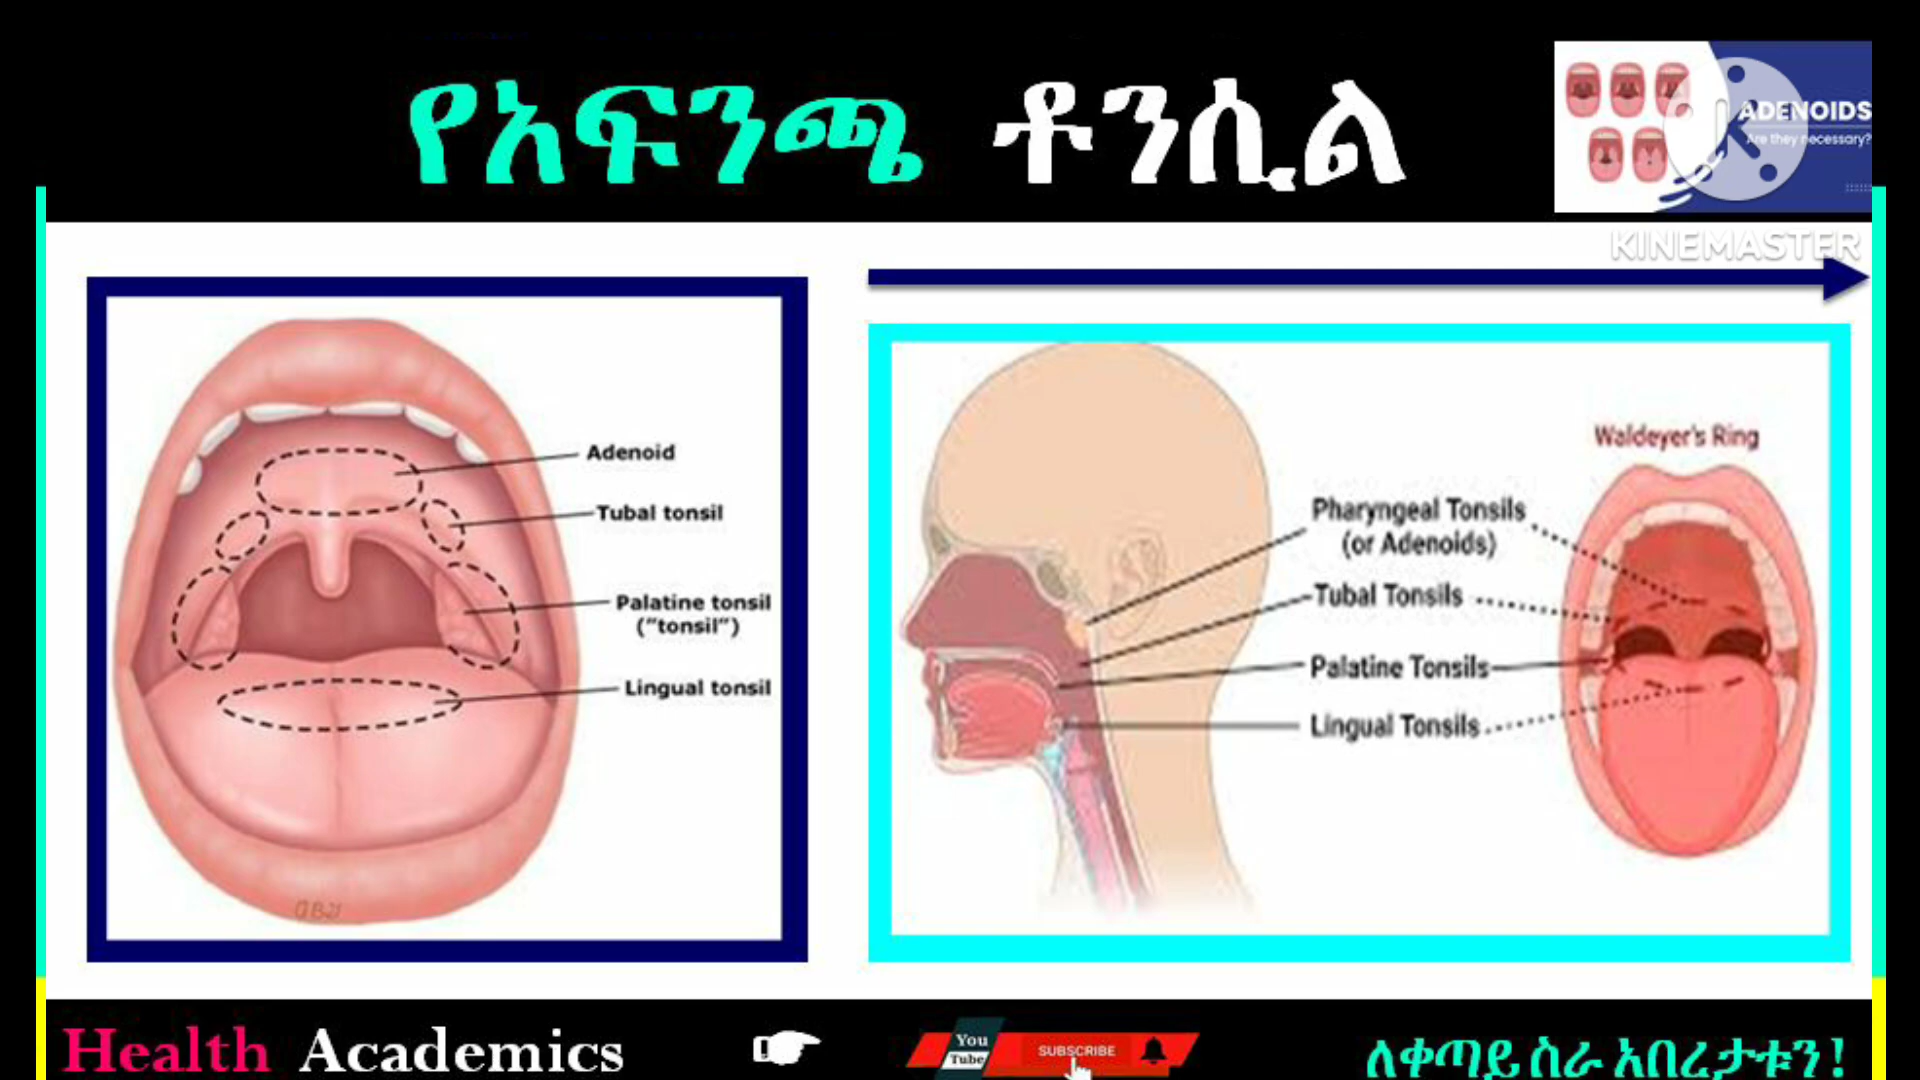 የአፍንጫ ቶንሲል
ADENOIDS
Are they necessary?
KINEMASTER
Adenoid
Tubal tonsil
Palatine tonsil
("tonsil")
Lingual tonsil
Waldeyer's Ring
Pharyngeal Tonsils
(or Adenoids)
Tubal Tonsils
Palatine Tonsils
Lingual Tonsils
Health Academics
You
Tube
SUBSCRIBE
ለቀጣይ ስራ አበረታቱን!